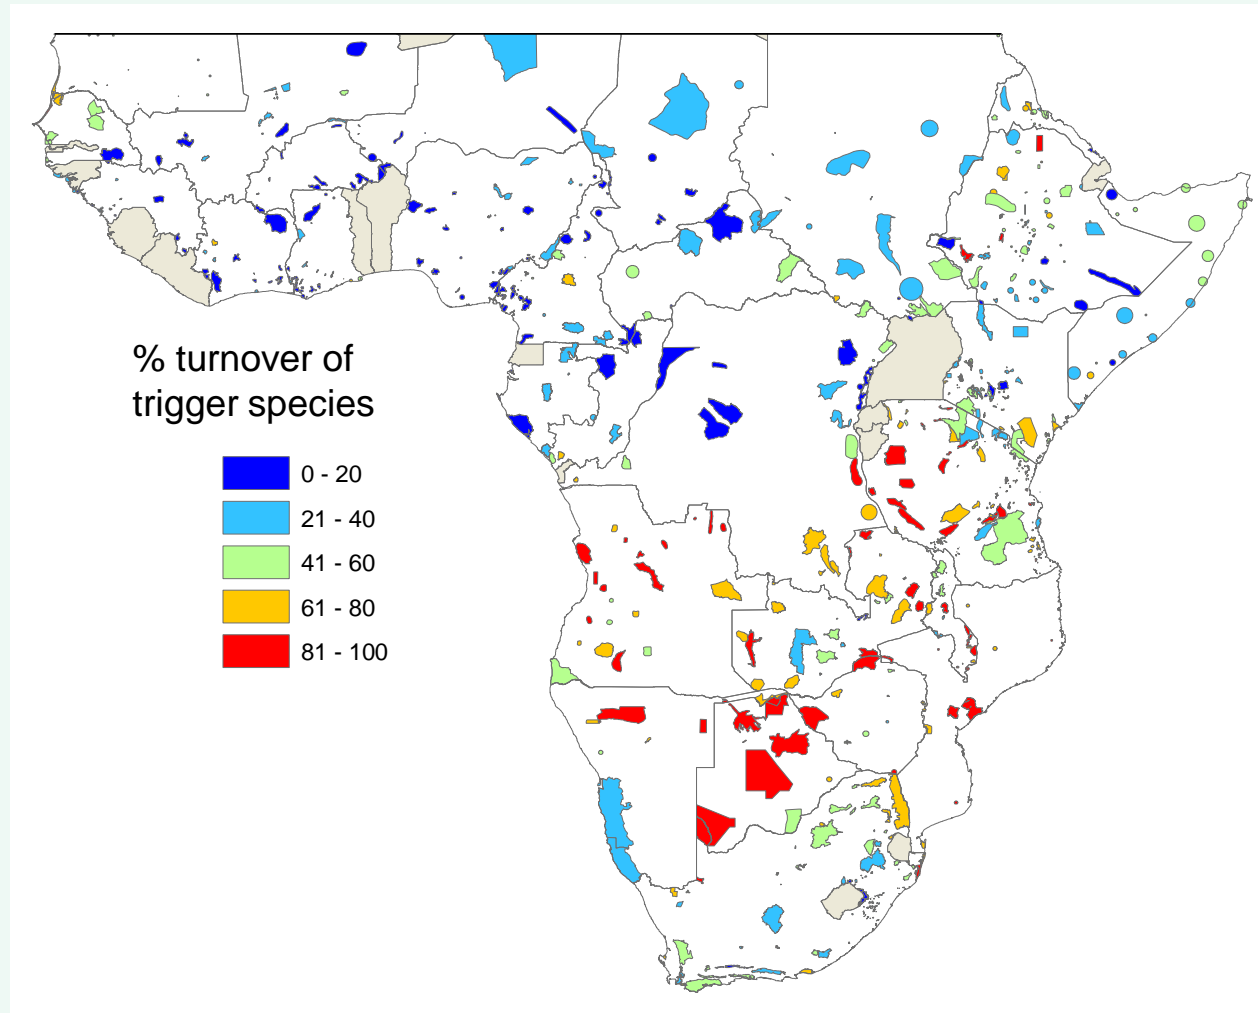 % turnover of
trigger species
0 - 20
21 - 40
41 - 60
61 - 80
81 - 100